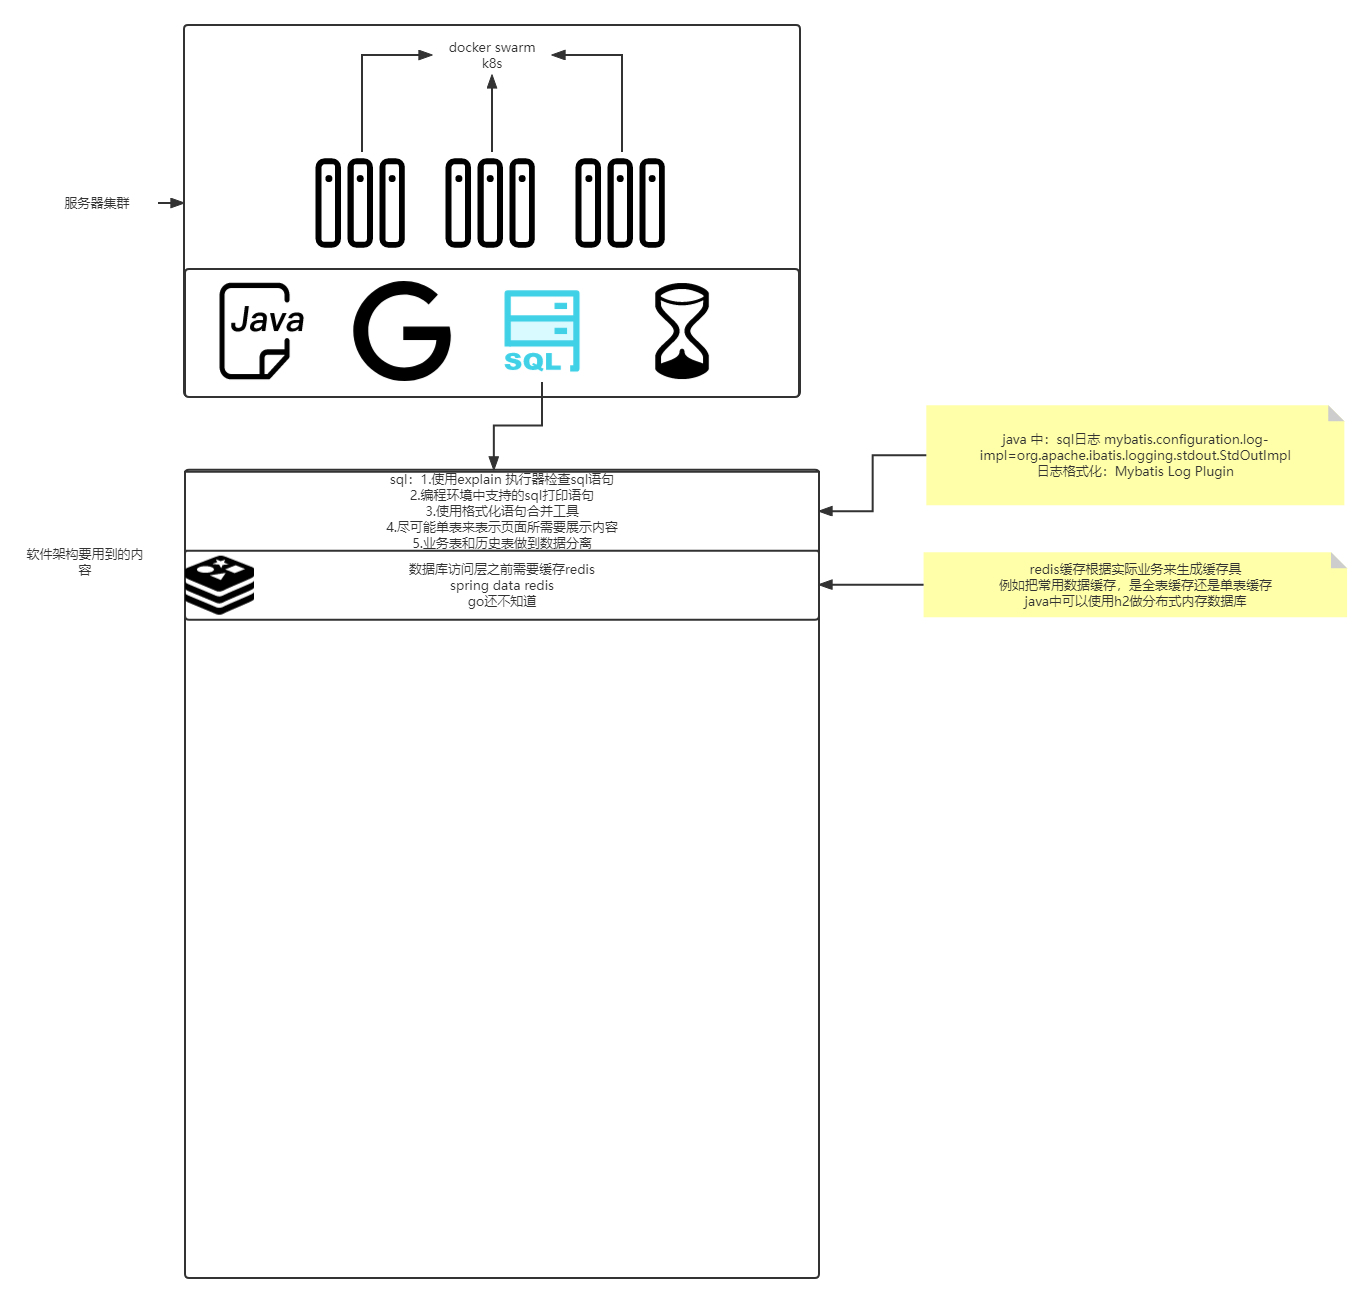 docker swarm
k8s
服务器集群
Java
SQL
java 中：sql日志 mybatis.configuration.log-
impl=org.apache.ibatis.logging.stdout.StdOutImpl
日志格式化：Mybatis Log Plugin
sql：1.使用explain 执行器检查sql语句
2.编程环境中支持的sql打印语句
3.使用格式化语句合并工具
4.尽可能单表来表示页面所需要展示内容
5.业务表和历史表做到数据分离
软件架构要用到的内
容
数据库访问层之前需要缓存redis
spring data redis
go还不知道
redis缓存根据实际业务来生成缓存具
例如把常用数据缓存，是全表缓存还是单表缓存
java中可以使用h2做分布式内存数据库